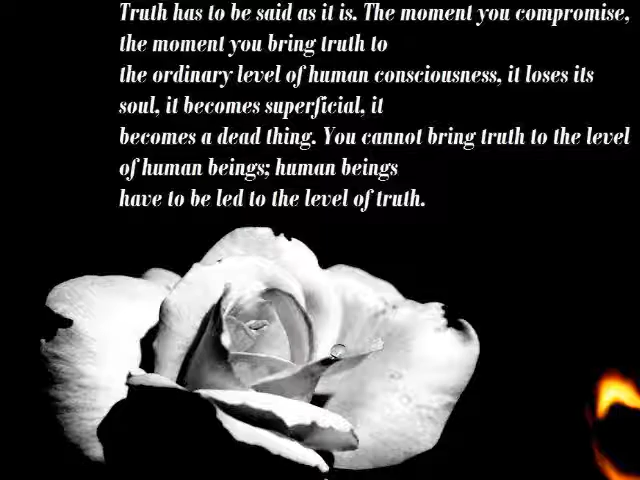 Truth has to be said as it is. The moment you compromise,
the moment you bring truth to
the ordinary level of human consciousness, it loses its
soul, it becomes superficial, it
becomes a dead thing. You cannot bring truth to the level
of human beings; human beings
have to be led to the level of truth.